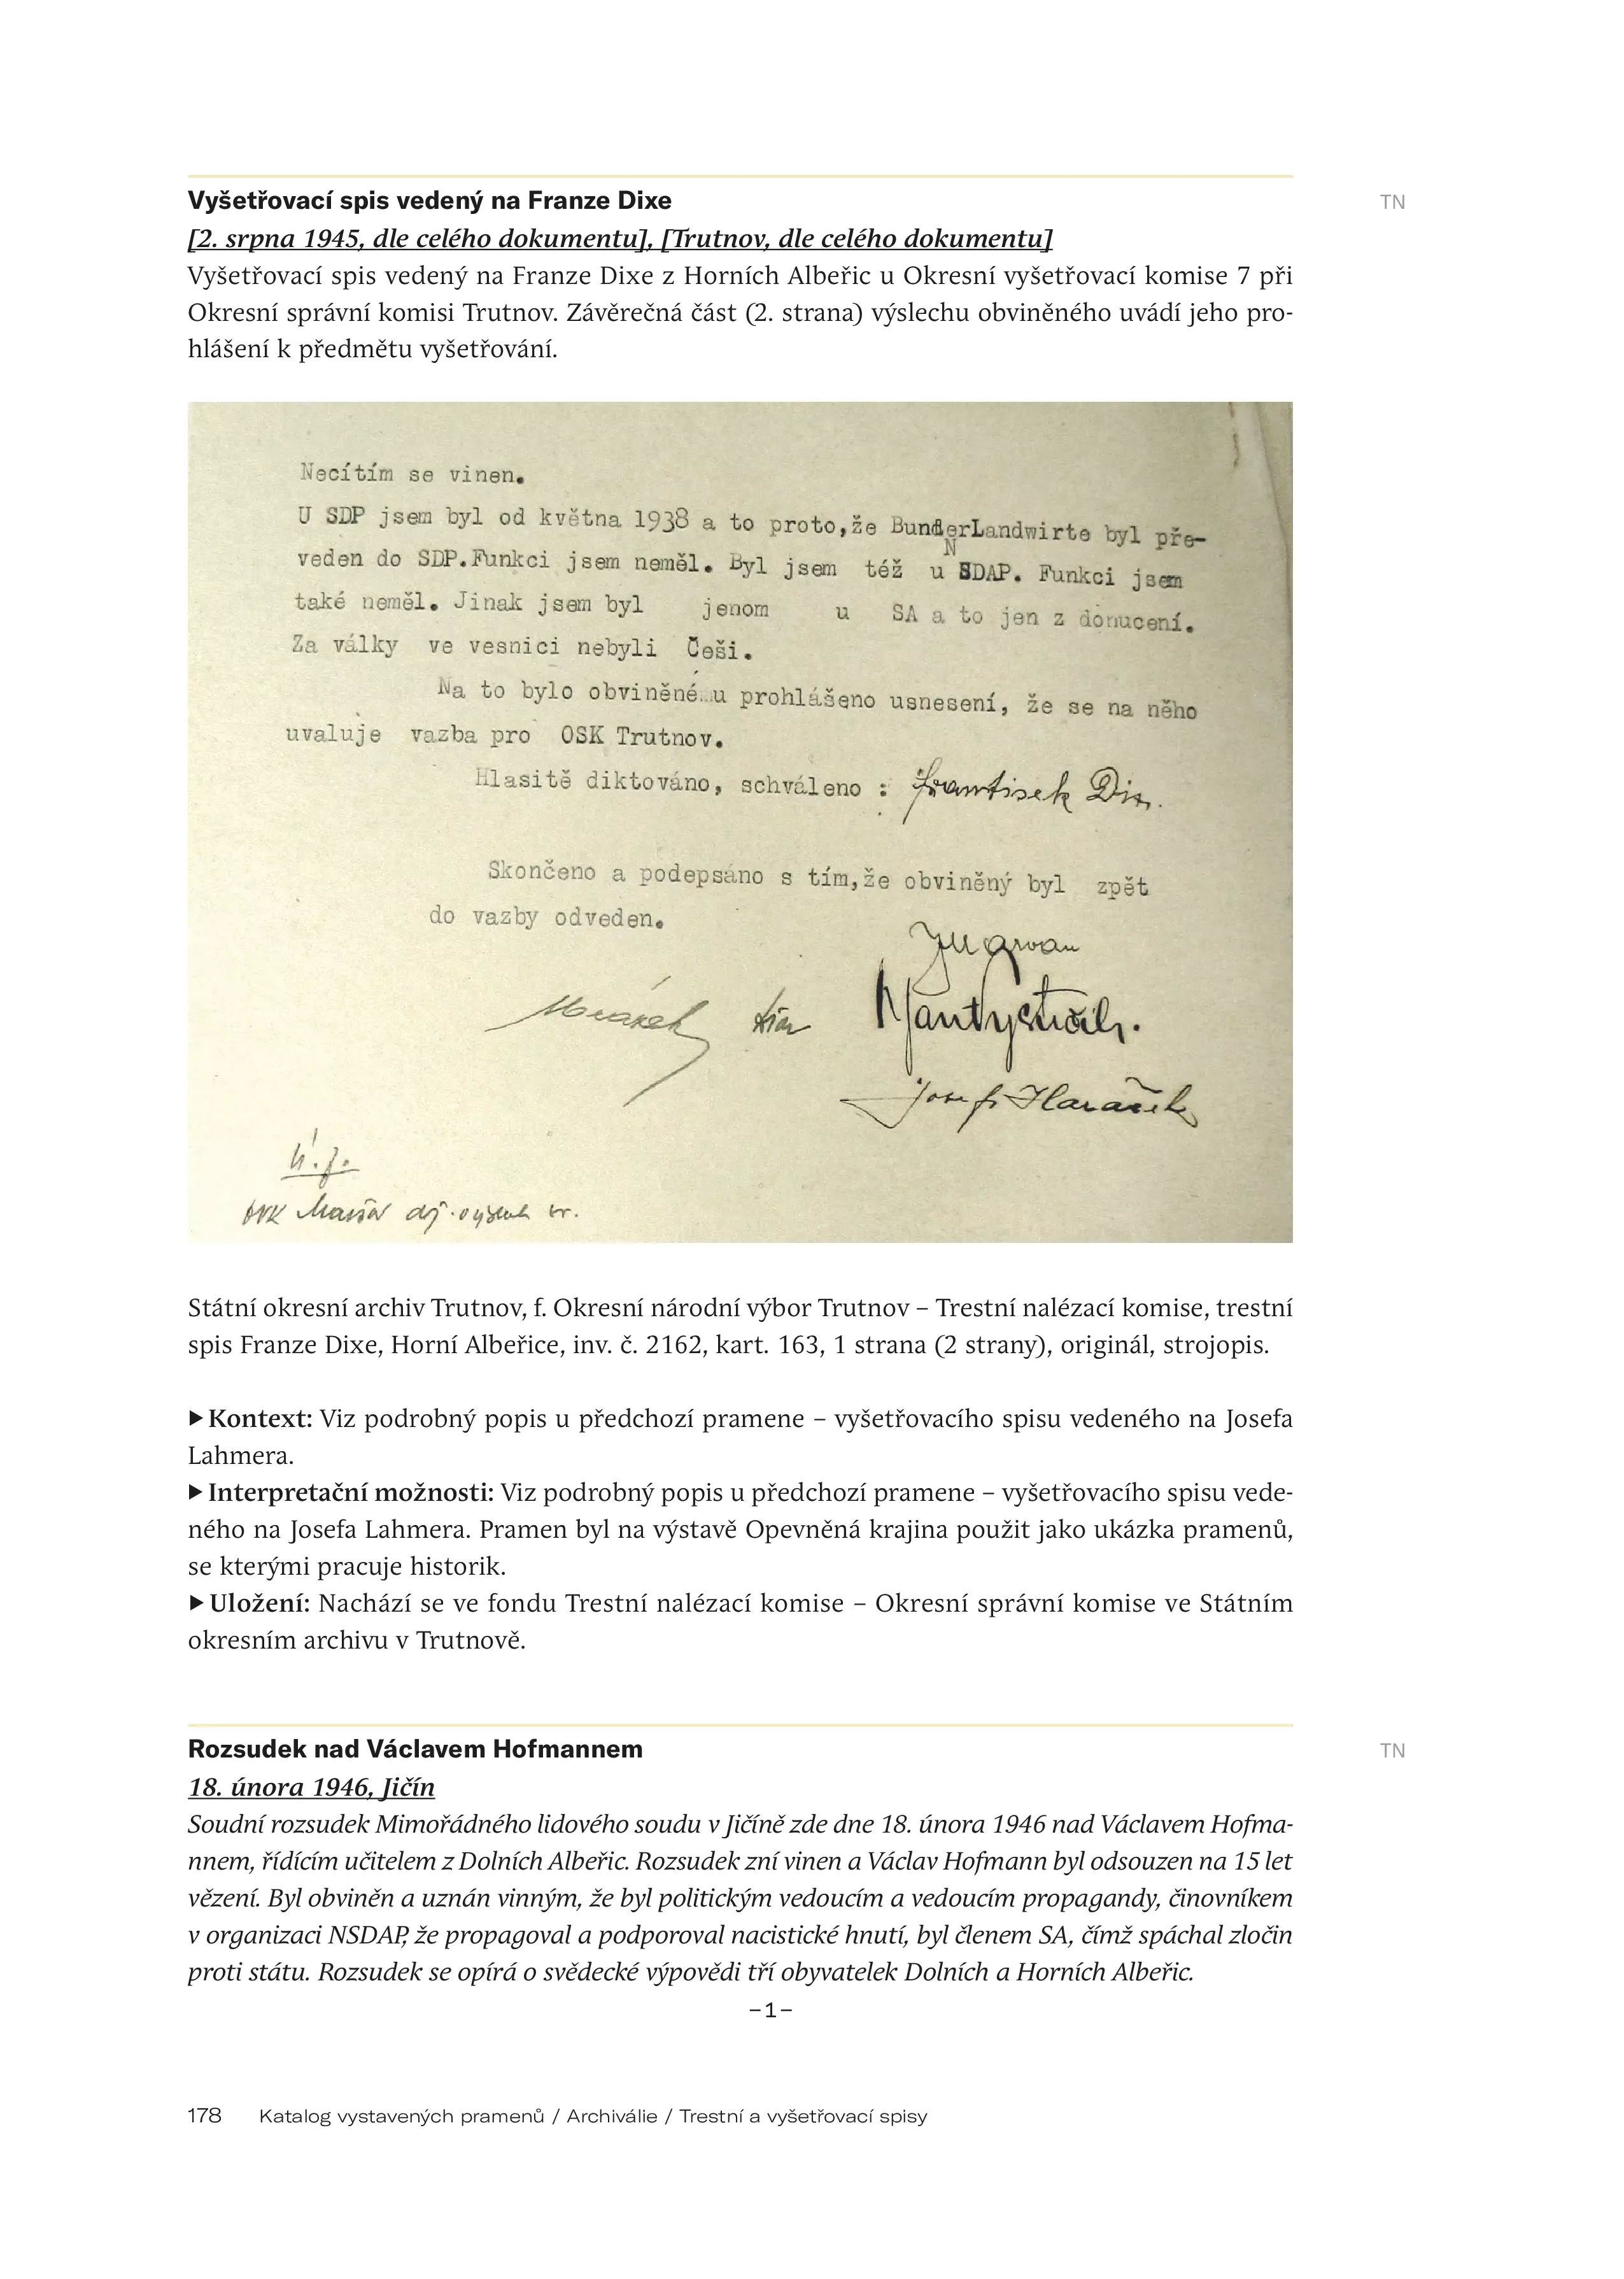 Vyšetřovací spis vedený na Franze Dixe
TN
[2. srpna 1945, dle celého dokumentu], [Trutnov, dle celého dokumentu]
Vyšetřovací spis vedený na Franze Dixe z Horních Albeřic u Okresní vyšetřovací komise 7 při
Okresní správní komisi Trutnov. Závěrečná část (2. strana) výslechu obviněného uvádí jeho pro-
hlášení k předmětu vyšetřování.
Necítím se vinen.
U SDP jsem byl od května 1938 a to proto,že BundderLandwirte byl pře-
veden do SDP.Funkci jsem neměl. Byl jsem též u NSDAP. Funkci jsem
také neměl. Jinak jsem byl jenom u SA a to jen z donucení.
Za války ve vesnici nebyli Češi.
Na to bylo obviněnému prohlášeno usnesení, že se na něho
uvaluje vazba pro OSK Trutnov.
Hlasitě diktováno, schváleno : František Dix.
Skončeno a podepsáno s tím,že obviněný byl zpět
do vazby odveden.
Josef
Státní okresní archiv Trutnov, f. Okresní národní výbor Trutnov – Trestní nalézací komise, trestní
spis Franze Dixe, Horní Albeřice, inv. č. 2162, kart. 163, 1 strana (2 strany), originál, strojopis.
▶ Kontext: Viz podrobný popis u předchozí pramene – vyšetřovacího spisu vedeného na Josefa
Lahmera.
▶ Interpretační možnosti: Viz podrobný popis u předchozí pramene – vyšetřovacího spisu vede-
ného na Josefa Lahmera. Pramen byl na výstavě Opevněná krajina použit jako ukázka pramenů,
se kterými pracuje historik.
▶ Uložení: Nachází se ve fondu Trestní nalézací komise – Okresní správní komise ve Státním
okresním archivu v Trutnově.
Rozsudek nad Václavem Hofmannem
TN
18. února 1946, Jičín
Soudní rozsudek Mimořádného lidového soudu v Jičíně zde dne 18. února 1946 nad Václavem Hofma-
nnem, řídícím učitelem z Dolních Albeřic. Rozsudek zní vinen a Václav Hofmann byl odsouzen na 15 let
vězení. Byl obviněn a uznán vinným, že byl politickým vedoucím a vedoucím propagandy, činovníkem
v organizaci NSDAP, že propagoval a podporoval nacistické hnutí, byl členem SA, čímž spáchal zločin
proti státu. Rozsudek se opírá o svědecké výpovědi tří obyvatelek Dolních a Horních Albeřic.
–1–
178 Katalog vystavených pramenů / Archiválie / Trestní a vyšetřovací spisy